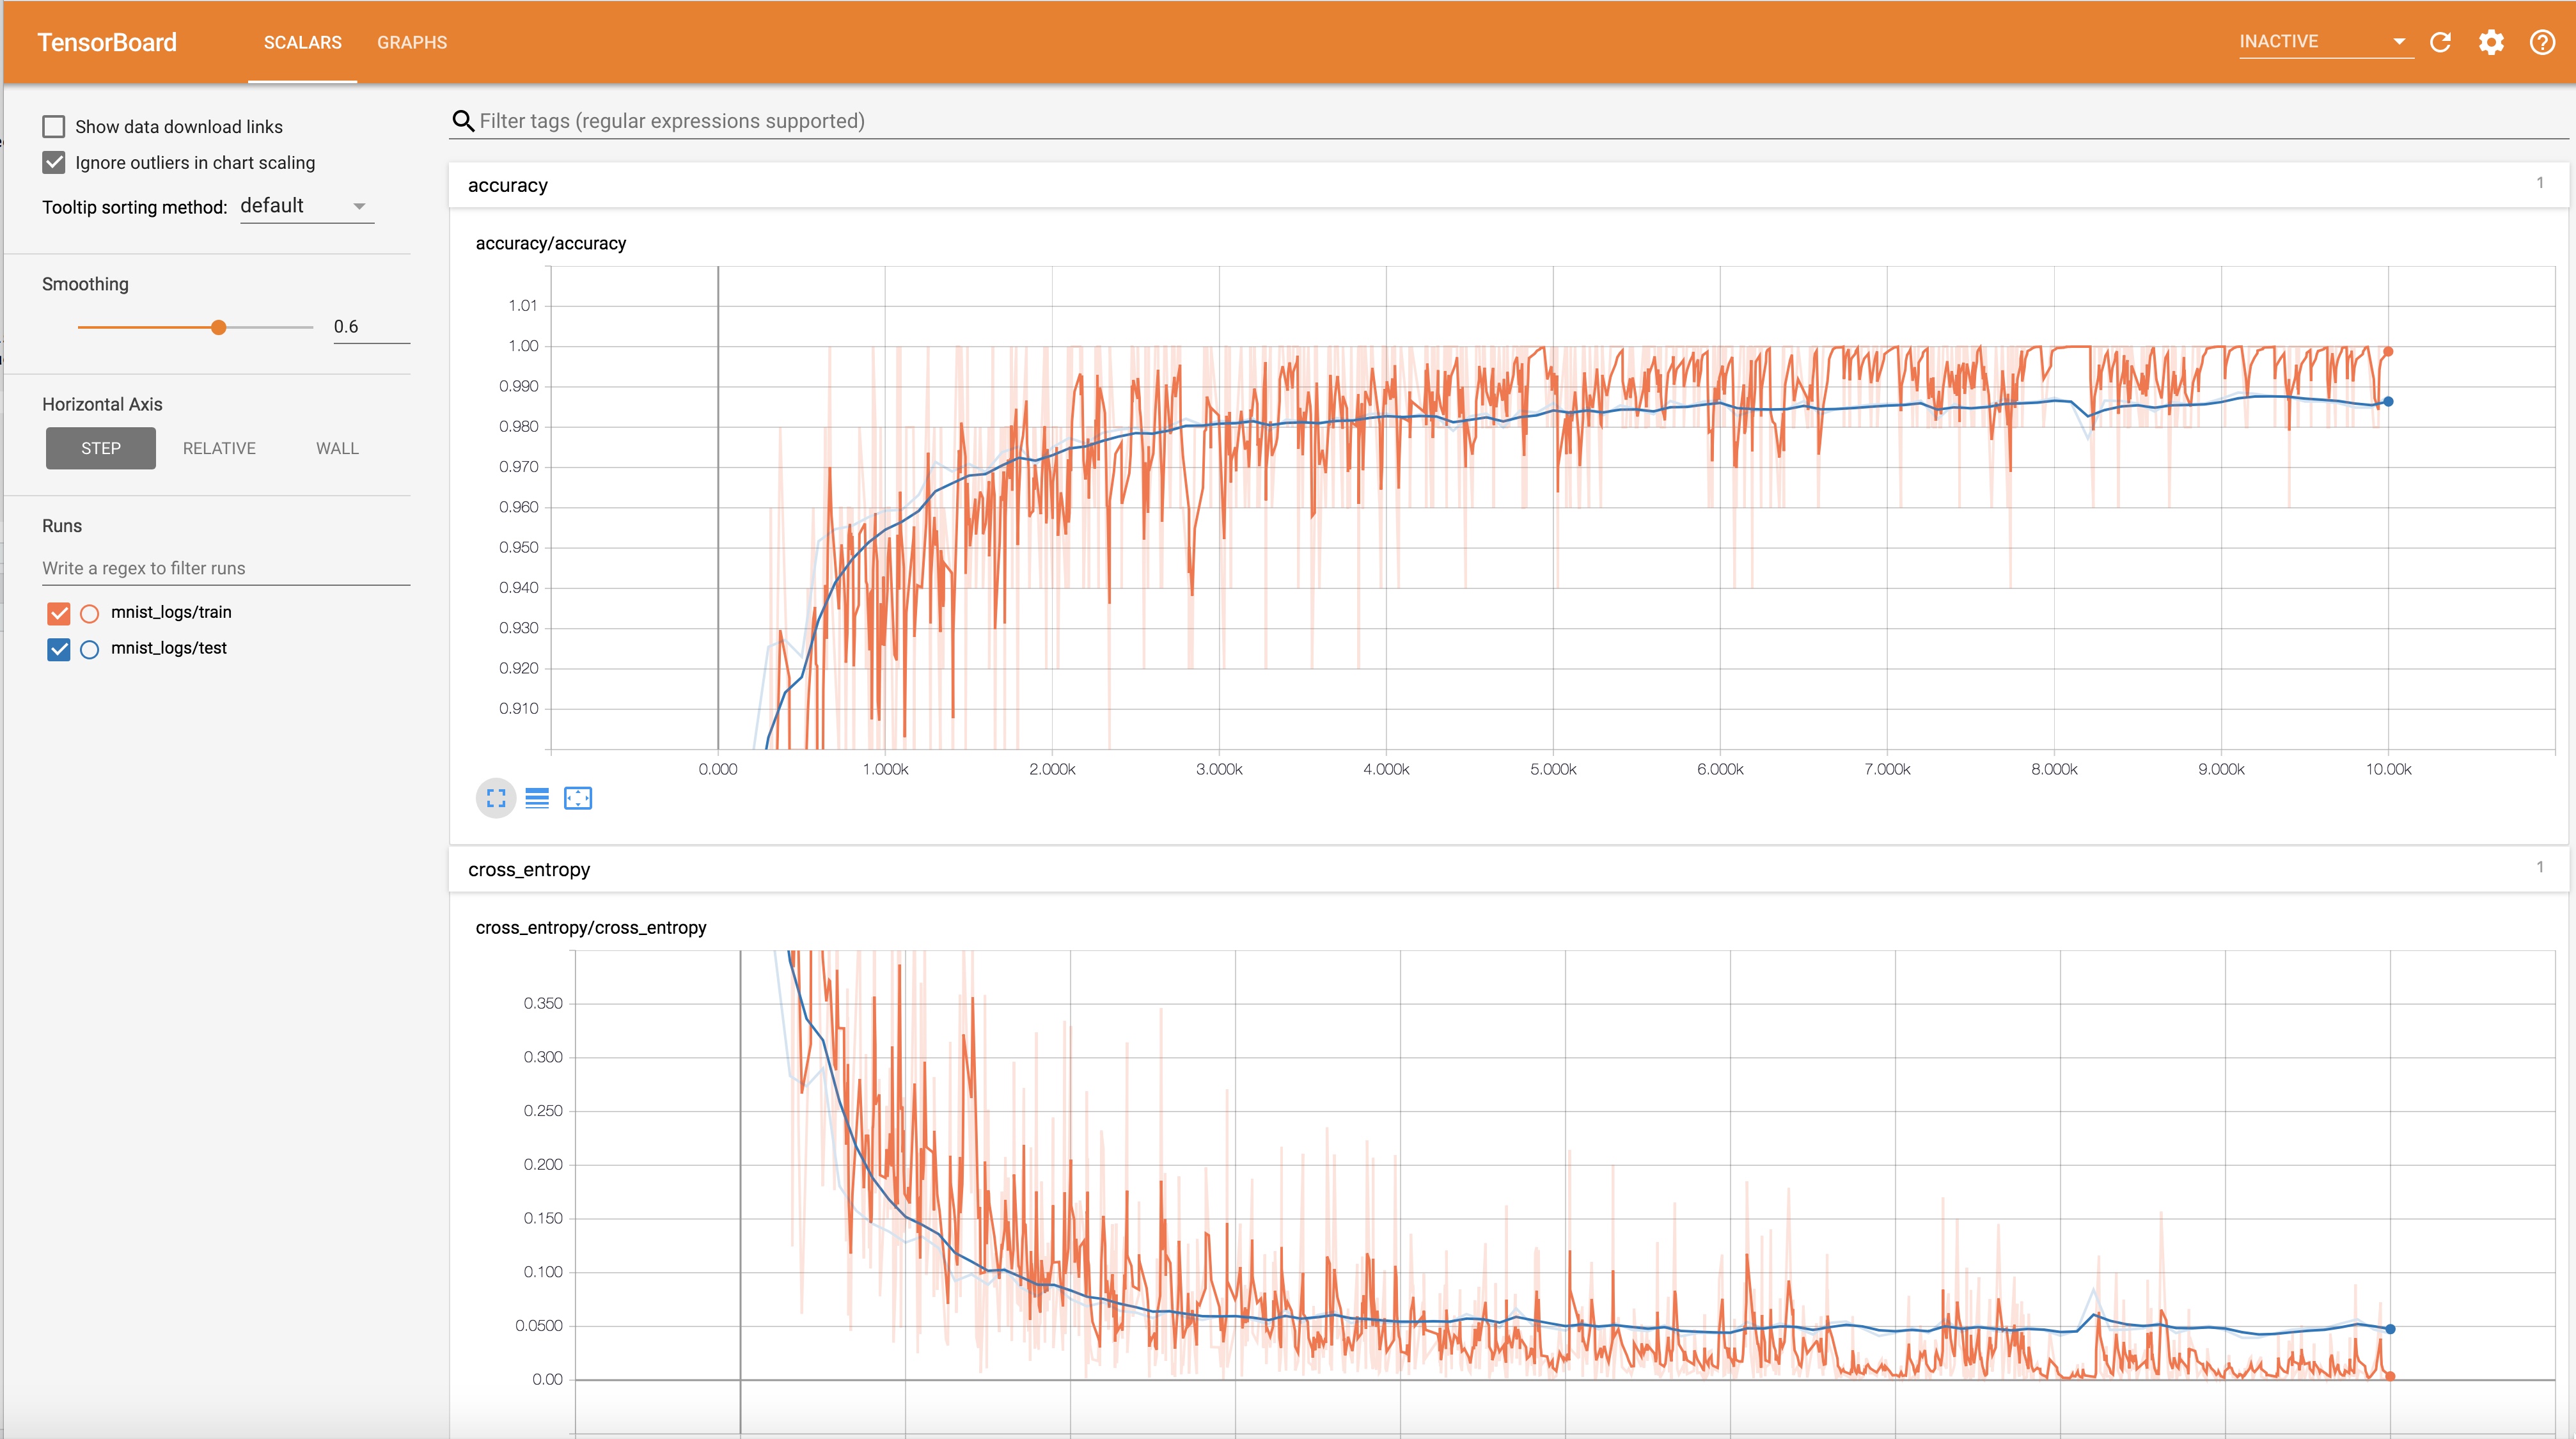 TensorBoard
SCALARS
GRAPHS
INACTIVE
Show data download links
Ignore outliers in chart scaling
Tooltip sorting method: default
Smoothing
0.6
Horizontal Axis
STEP
RELATIVE
WALL
Runs
Write a regex to filter runs
mnist_logs/train
mnist_logs/test
Filter tags (regular expressions supported)
accuracy
1
accuracy/accuracy
1.01
1.00
0.990
0.980
0.970
0.960
0.950
0.940
0.930
0.920
0.910
0.000
1.000k
2.000k
3.000k
4.000k
5.000k
6.000k
7.000k
8.000k
9.000k
10.00k
cross_entropy
1
cross_entropy/cross_entropy
0.350
0.300
0.250
0.200
0.150
0.100
0.0500
0.00